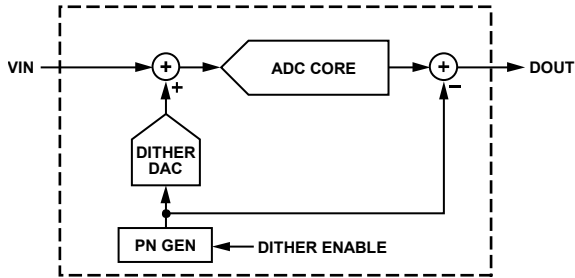 VIN
+
ADC CORE
+
DOUT
+
−
DITHER
DAC
PN GEN
DITHER ENABLE